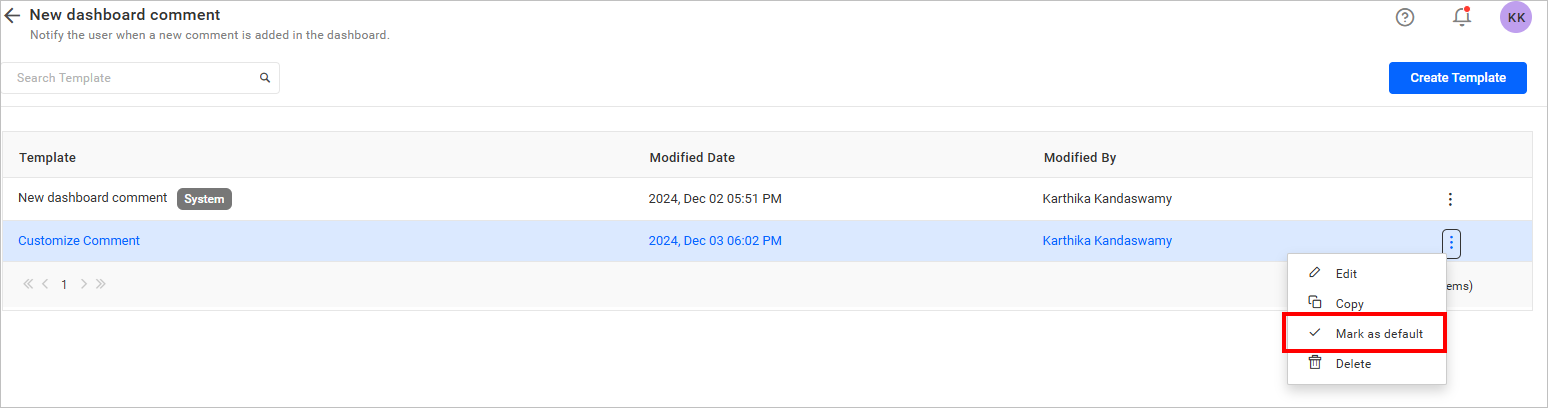 New dashboard comment
KK
Notify the user when a new comment is added in the dashboard.
Search Template
Create Template
Template Modified Date Modified By
New dashboard comment System 2024, Dec 02 05:51 PM Karthika Kandaswamy
Customize Comment 2024, Dec 03 06:02 PM Karthika Kandaswamy
1
ems)
Edit
Copy
Mark as default
Delete